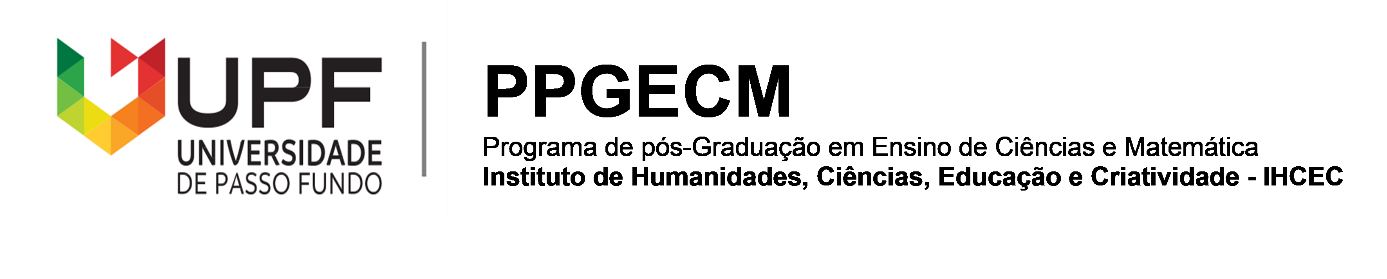 UPF
UNIVERSIDADE
DE PASSO FUNDO
PPGECM
Programa de pós-Graduação em Ensino de Ciências e Matemática
Instituto de Humanidades, Ciências, Educação e Criatividade - IHCEC